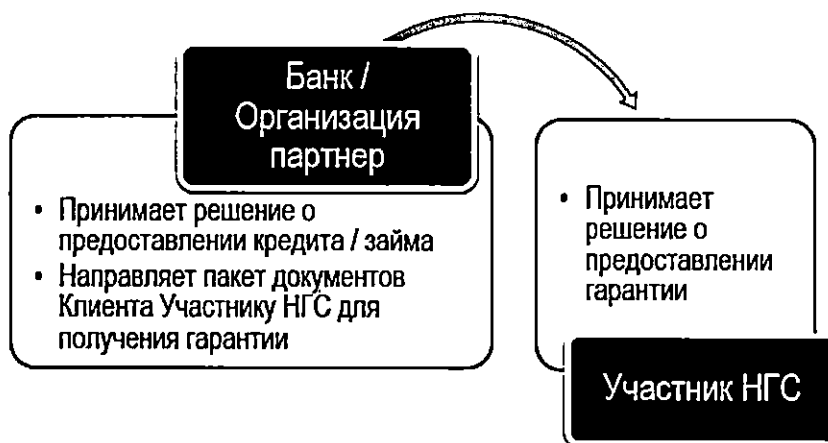 Банк /
Организация
партнер
• Принимает решение о
предоставлении кредита / займа
• Направляет пакет документов
Клиента Участнику НГС для
получения гарантии
• Принимает
решение о
предоставлении
гарантии
Участник НГС